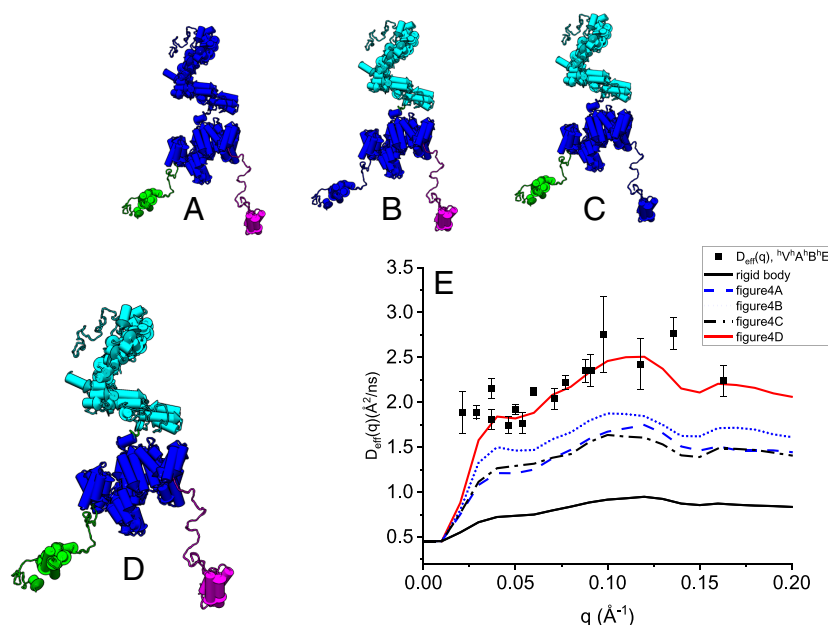 A
B
C
D
E
D_eff(q), ʰVʰAʰBʰE
rigid body
figure4A
figure4B
figure4C
figure4D
3.5
3.0
2.5
2.0
1.5
1.0
0.5
D_eff(q)(Å²/ns)
0.00
0.05
0.10
0.15
0.20
q (Å⁻¹)